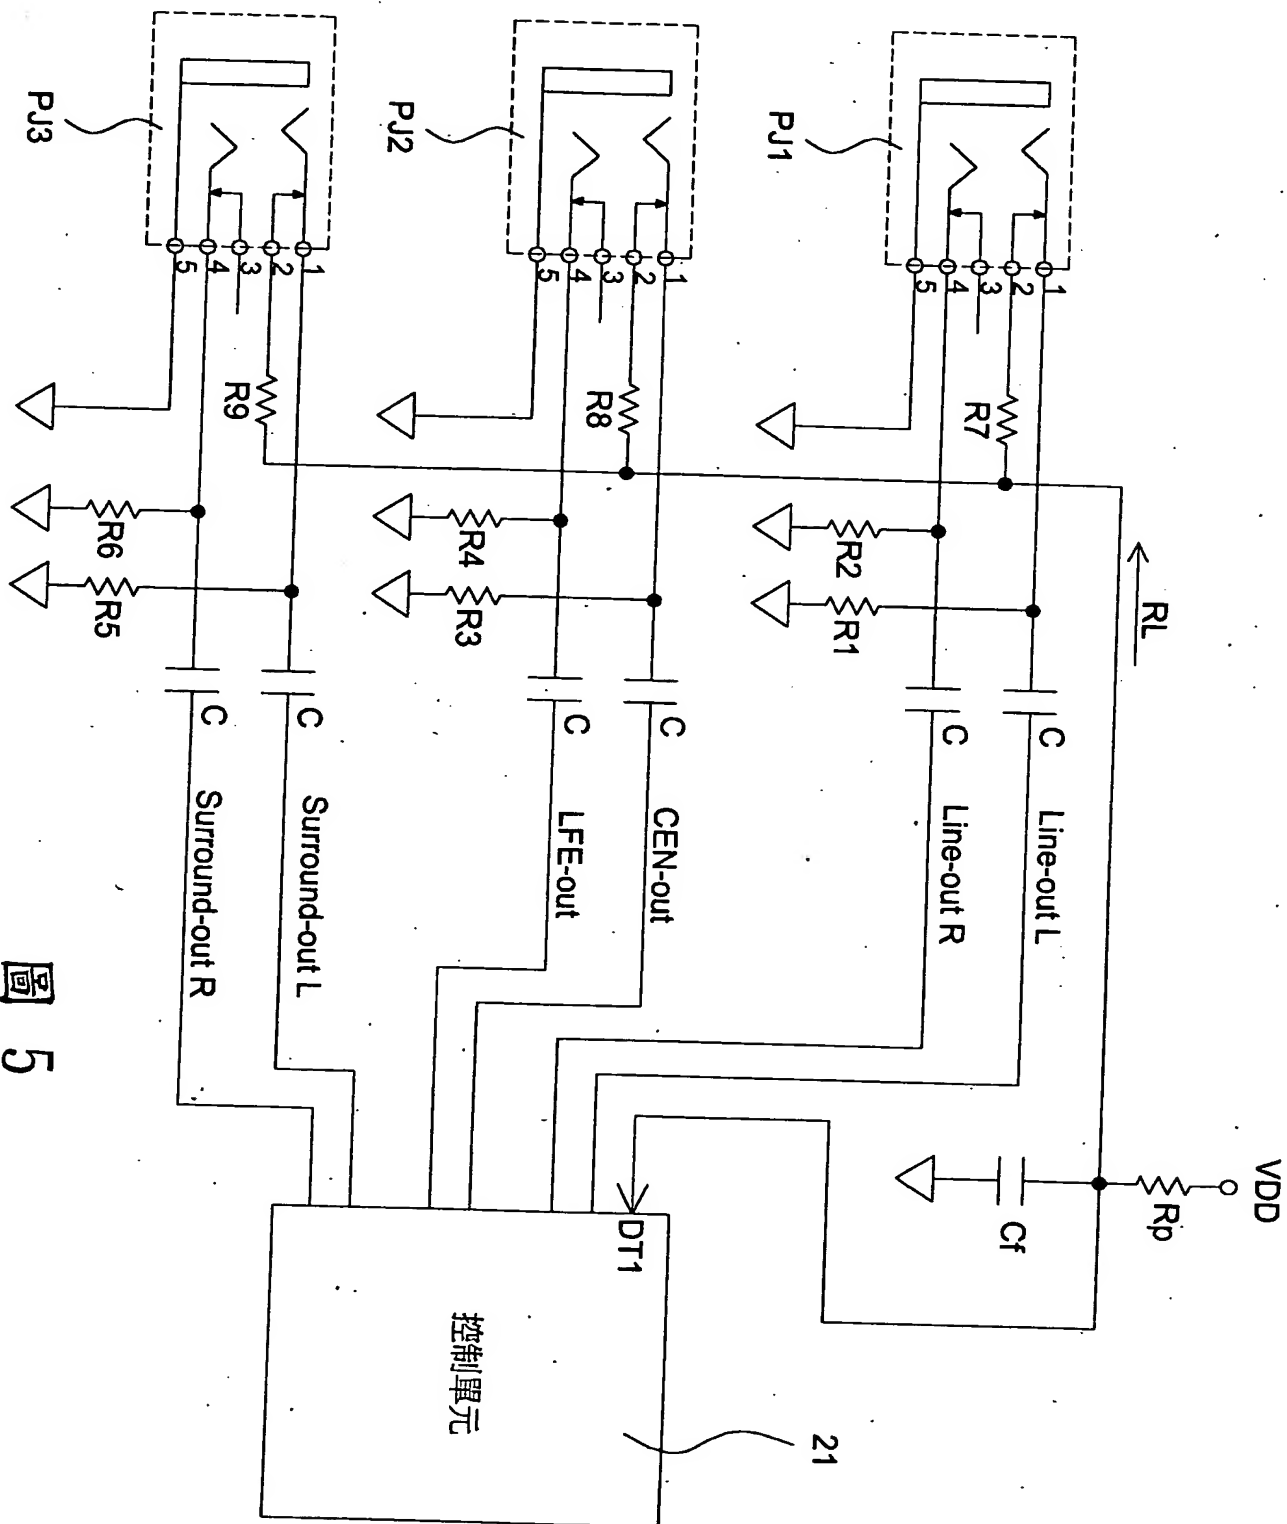 VDD
Rp
Cf
RL
PJ1
1
2
3
4
5
R7
R2
R1
C
C
Line-out L
Line-out R
DT1
PJ2
1
2
3
4
5
R8
R4
R3
C
C
CEN-out
LFE-out
控制單元
21
PJ3
1
2
3
4
5
R9
R6
R5
C
C
Surround-out L
Surround-out R
圖 5